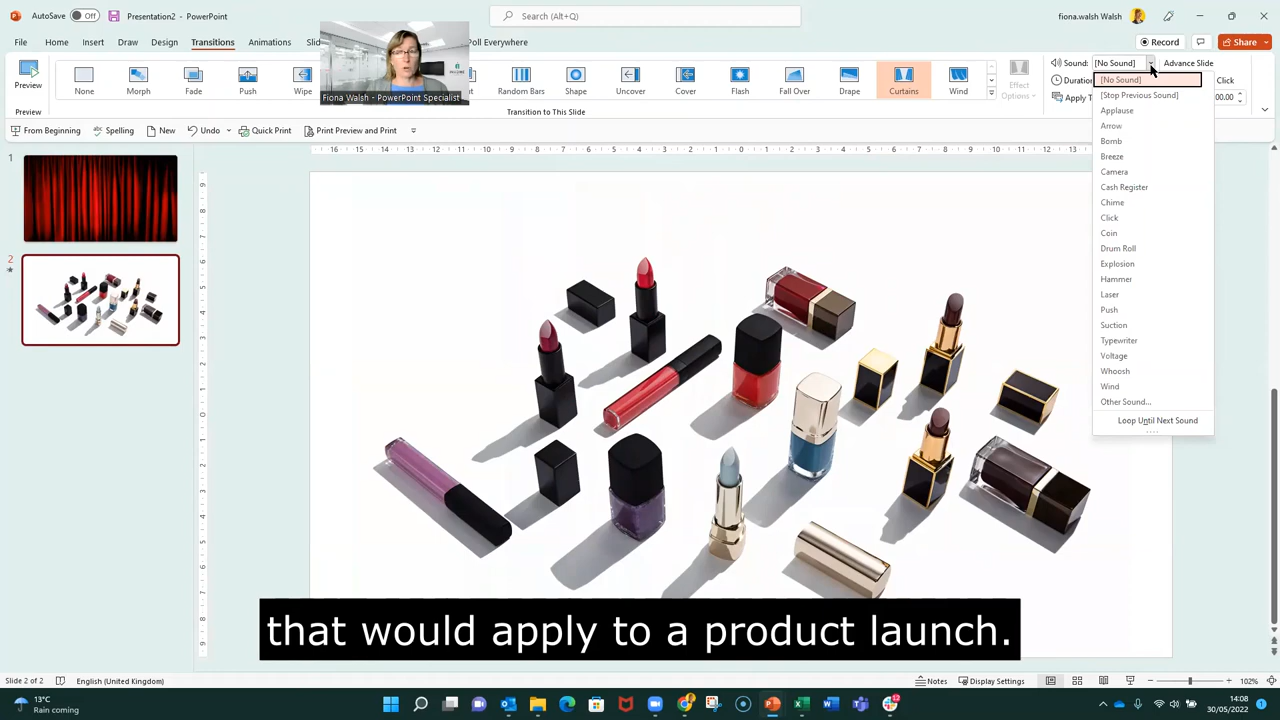 AutoSave
Off
Presentation2 - PowerPoint
Search (Alt+Q)
fiona.walsh Walsh
File
Home
Insert
Draw
Design
Transitions
Animations
Poll Everywhere
Record
Share
Preview
Preview
None
Morph
Fade
Push
Wipe
Random Bars
Shape
Uncover
Cover
Flash
Fall Over
Drape
Curtains
Wind
Effect
Options
Transition to This Slide
Sound:
[No Sound]
Advance Slide
Click
00.00
Fiona Walsh - PowerPoint Specialist
From Beginning
Spelling
New
Undo
Quick Print
Print Preview and Print
[No Sound]
[Stop Previous Sound]
Applause
Arrow
Bomb
Breeze
Camera
Cash Register
Chime
Click
Coin
Drum Roll
Explosion
Hammer
Laser
Push
Suction
Typewriter
Voltage
Whoosh
Wind
Other Sound...
Loop Until Next Sound
1
2
that would apply to a product launch.
Slide 2 of 2
English (United Kingdom)
Notes
Display Settings
102%
13°C
Rain coming
12
14:08
30/05/2022